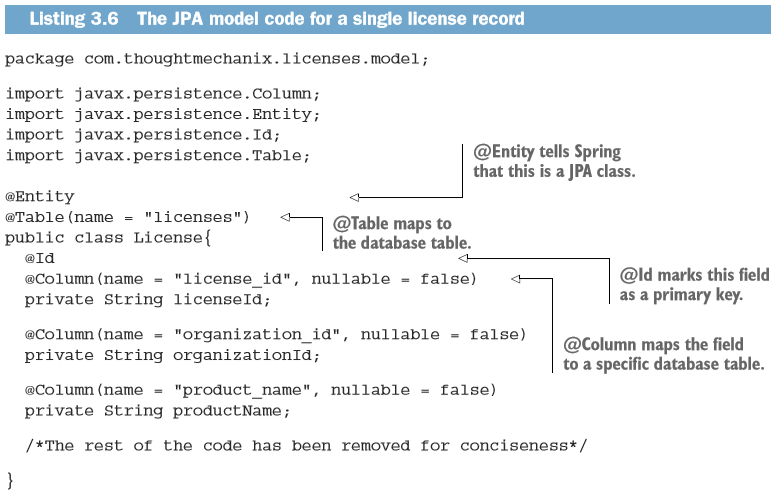 Listing 3.6 The JPA model code for a single license record
package com.thoughtmechanix.licenses.model;
import javax.persistence.Column;
import javax.persistence.Entity;
import javax.persistence.Id;
import javax.persistence.Table;
@Entity tells Spring
that this is a JPA class.
@Entity
@Table(name = "licenses")
@Table maps to
the database table.
public class License{
@Id
@Id marks this field
as a primary key.
@Column(name = "license_id", nullable = false)
private String licenseId;
@Column maps the field
to a specific database table.
@Column(name = "organization_id", nullable = false)
private String organizationId;
@Column(name = "product_name", nullable = false)
private String productName;
/*The rest of the code has been removed for conciseness*/
}